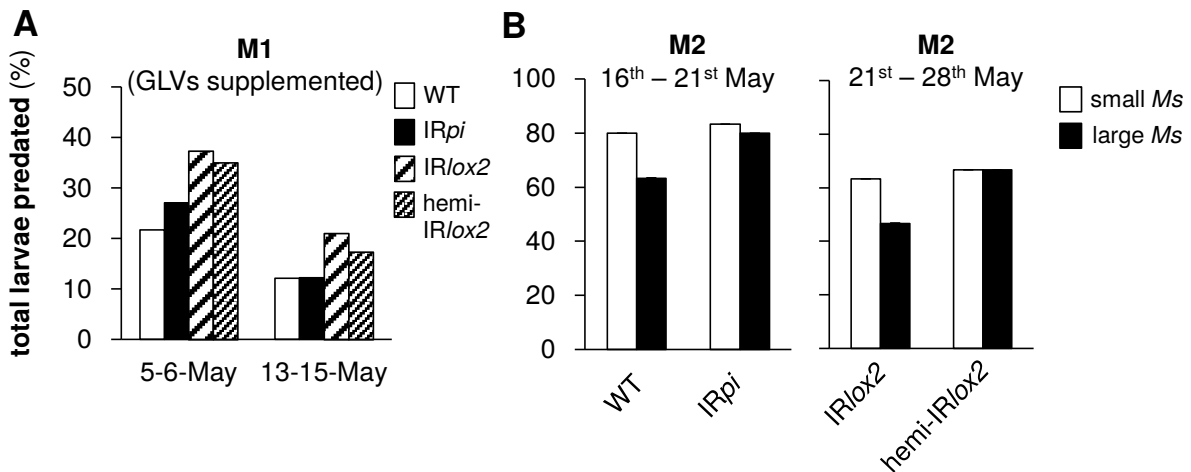 A
M1
(GLVs supplemented)
total larvae predated (%)
50
40
30
20
10
0
5-6-May
13-15-May
WT
IRpi
IRlox2
hemi-
IRlox2
B
M2
16th – 21st May
100
80
60
40
20
0
WT
IRpi
M2
21st – 28th May
IRlox2
hemi-IRlox2
small Ms
large Ms